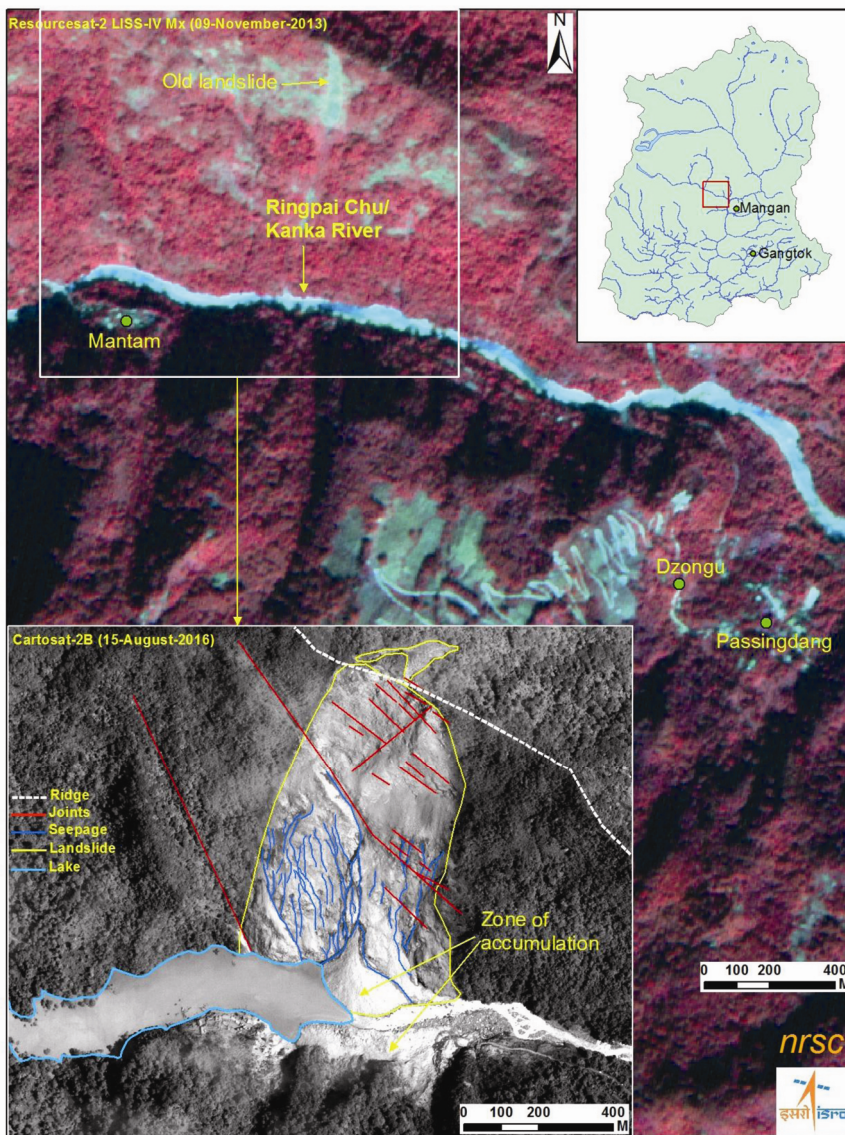 Resourcesat-2 LISS-IV Mx (09-November-2013)
N
Old landslide
Ringpai Chu/
Kanka River
Mangan
Gangtok
Mantam
Dzongu
Passingdang
Cartosat-2B (15-August-2016)
Ridge
Joints
Seepage
Landslide
Lake
Zone of
accumulation
0 100 200 400
M
0 100 200 400
M
nrsc
इसरो isro